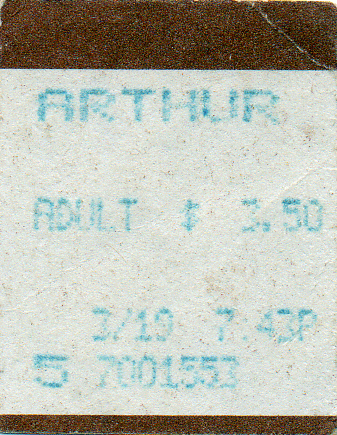 ARTHUR
ADULT $ 3.50
3/19 7.43P
5 7001553